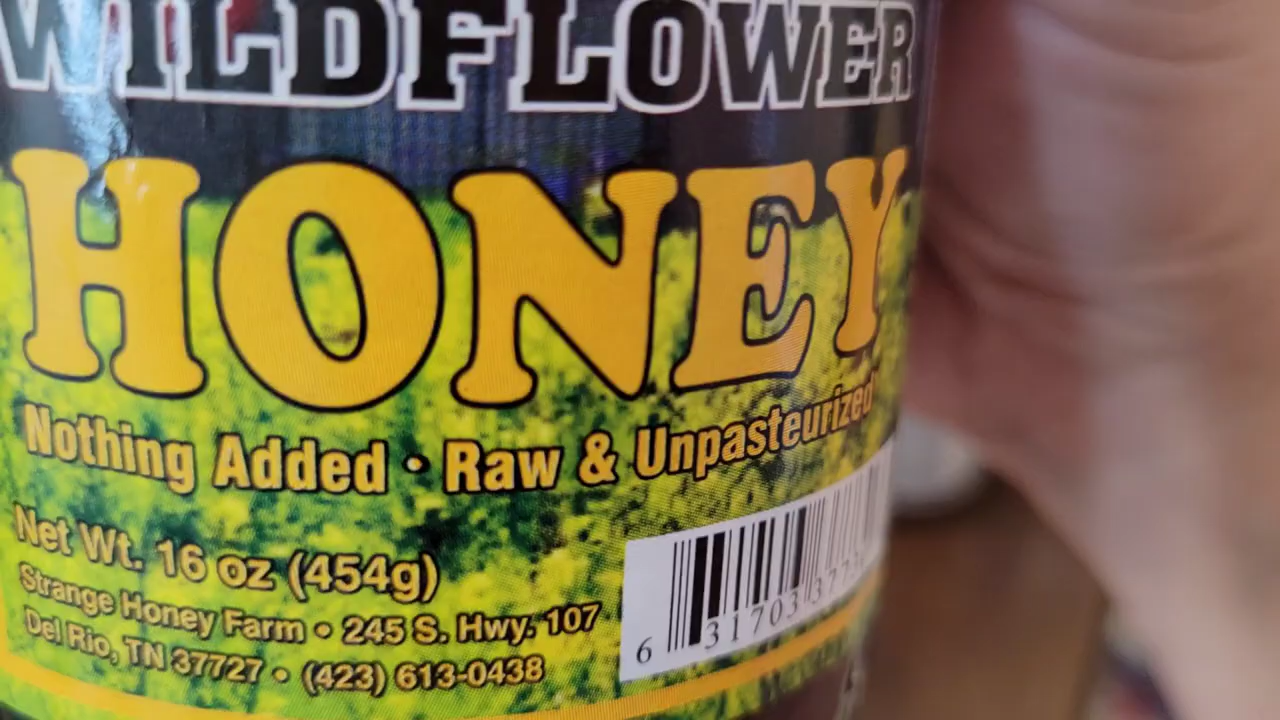 WILDFLOWER
HONEY
Nothing Added • Raw & Unpasteurized
Net Wt. 16 oz (454g)
Strange Honey Farm • 245 S. Hwy. 107
Del Rio, TN 37727 • (423) 613-0438
6 31703 377